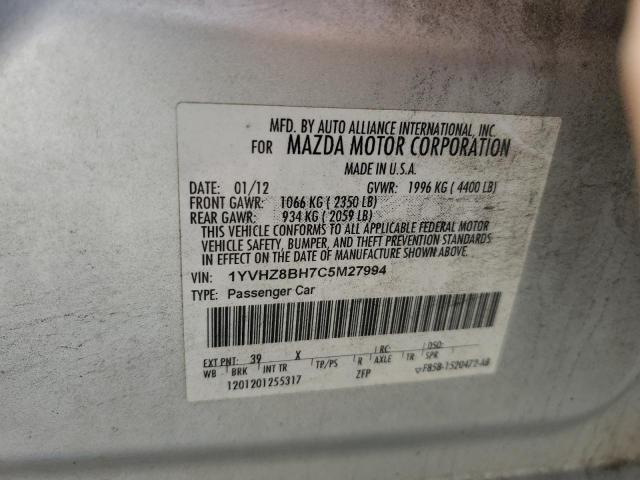 MFD. BY AUTO ALLIANCE INTERNATIONAL, INC.
FOR MAZDA MOTOR CORPORATION
MADE IN U.S.A.
DATE: 01/12 GVWR: 1996 KG ( 4400 LB)
FRONT GAWR: 1066 KG ( 2350 LB)
REAR GAWR: 934 KG ( 2059 LB)
THIS VEHICLE CONFORMS TO ALL APPLICABLE FEDERAL MOTOR
VEHICLE SAFETY, BUMPER, AND THEFT PREVENTION STANDARDS
IN EFFECT ON THE DATE OF MANUFACTURE SHOWN ABOVE.
VIN: 1YVHZ8BH7C5M27994
TYPE: Passenger Car
EXT PNT: 39 X RC: DSO:
WB BRK INT TR TP/PS R AXLE TR SPR
1201201255317 ZFP F85B-1520472-AB